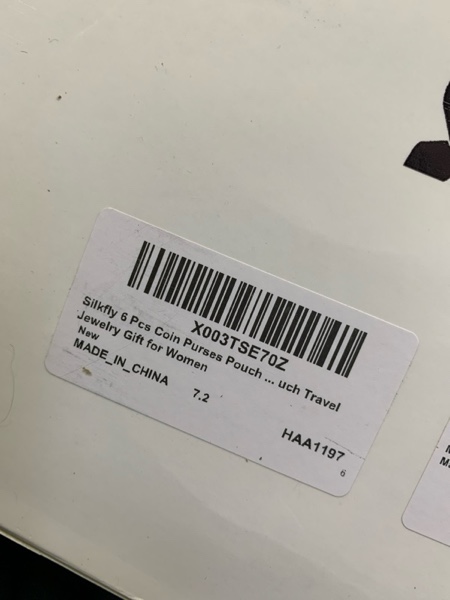 X003TSE70Z
Silkfly 6 Pcs Coin Purses Pouch ... uch Travel
Jewelry Gift for Women
New
MADE_IN_CHINA
7.2
HAA1197
6